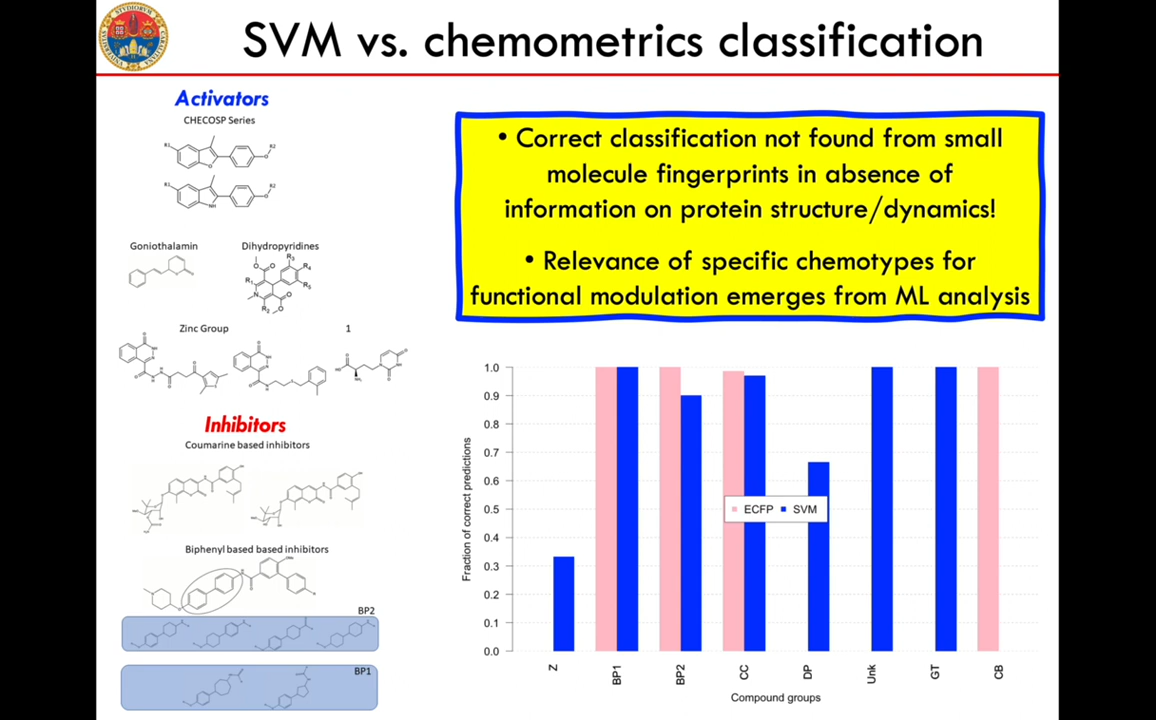 SVM vs. chemometrics classification
Activators
CHECOSP Series
Goniothalamin
Dihydropyridines
Zinc Group
1
Inhibitors
Coumarine based inhibitors
Biphenyl based based inhibitors
BP2
BP1
• Correct classification not found from small
molecule fingerprints in absence of
information on protein structure/dynamics!
• Relevance of specific chemotypes for
functional modulation emerges from ML analysis
Fraction of correct predictions
1.0
0.9
0.8
0.7
0.6
0.5
0.4
0.3
0.2
0.1
0.0
ECFP SVM
Z BP1 BP2 CC DP Unk GT CB
Compound groups